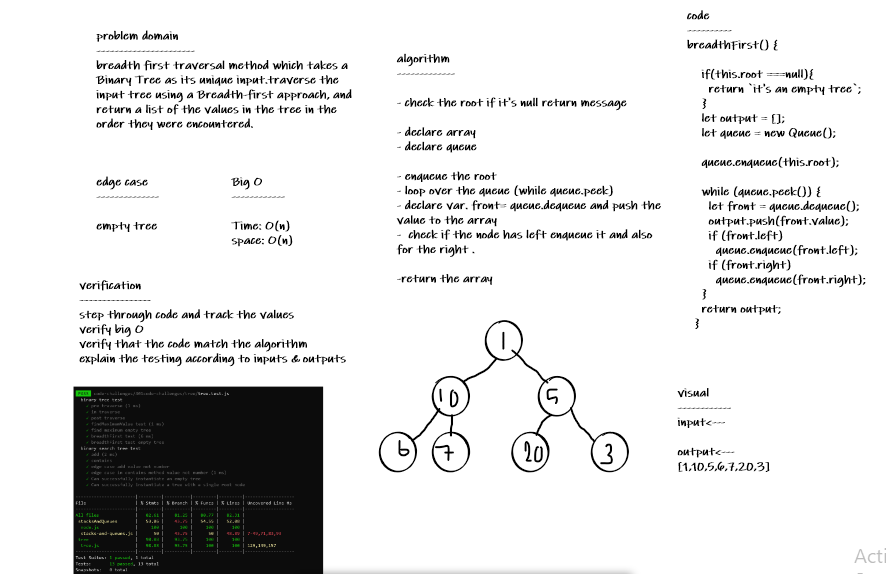 problem domain
----------------------
breadth first traversal method which takes a
Binary Tree as its unique input.traverse the
input tree using a Breadth-first approach, and
return a list of the values in the tree in the
order they were encountered.
edge case
--------------
empty tree
Big O
------------
Time: O(n)
space: O(n)
verification
----------------
step through code and track the values
verify big O
verify that the code match the algorithm
explain the testing according to inputs & outputs
binary tree test
binary search tree test
algorithm
-------------
- check the root if it's null return message
- declare array
- declare queue
- enqueue the root
- loop over the queue (while queue.peek)
- declare var. front= queue.dequeue and push the
value to the array
- check if the node has left enqueue it and also
for the right .
-return the array
1
10 5
6 7 20 3
code
----------
breadthFirst() {
if(this.root ===null){
return `it's an empty tree`;
}
let output = [];
let queue = new Queue();
queue.enqueue(this.root);
while (queue.peek()) {
let front = queue.dequeue();
output.push(front.value);
if (front.left)
queue.enqueue(front.left);
if (front.right)
queue.enqueue(front.right);
}
return output;
}
visual
------------
input<---
output<---
[1,10,5,6,7,20,3]
Acti